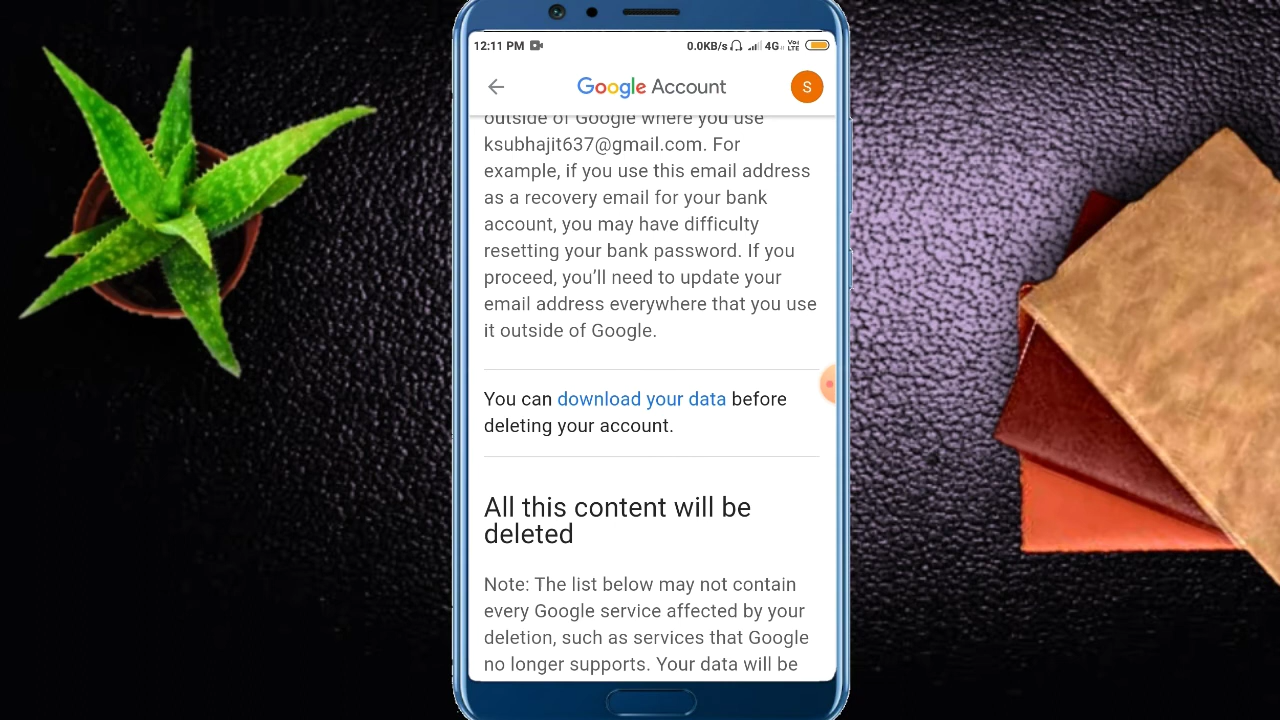 12:11 PM
0.0KB/s 4G Vo LTE
Google Account
S
outside of Google where you use
ksubhajit637@gmail.com. For
example, if you use this email address
as a recovery email for your bank
account, you may have difficulty
resetting your bank password. If you
proceed, you’ll need to update your
email address everywhere that you use
it outside of Google.
You can download your data before
deleting your account.
All this content will be
deleted
Note: The list below may not contain
every Google service affected by your
deletion, such as services that Google
no longer supports. Your data will be